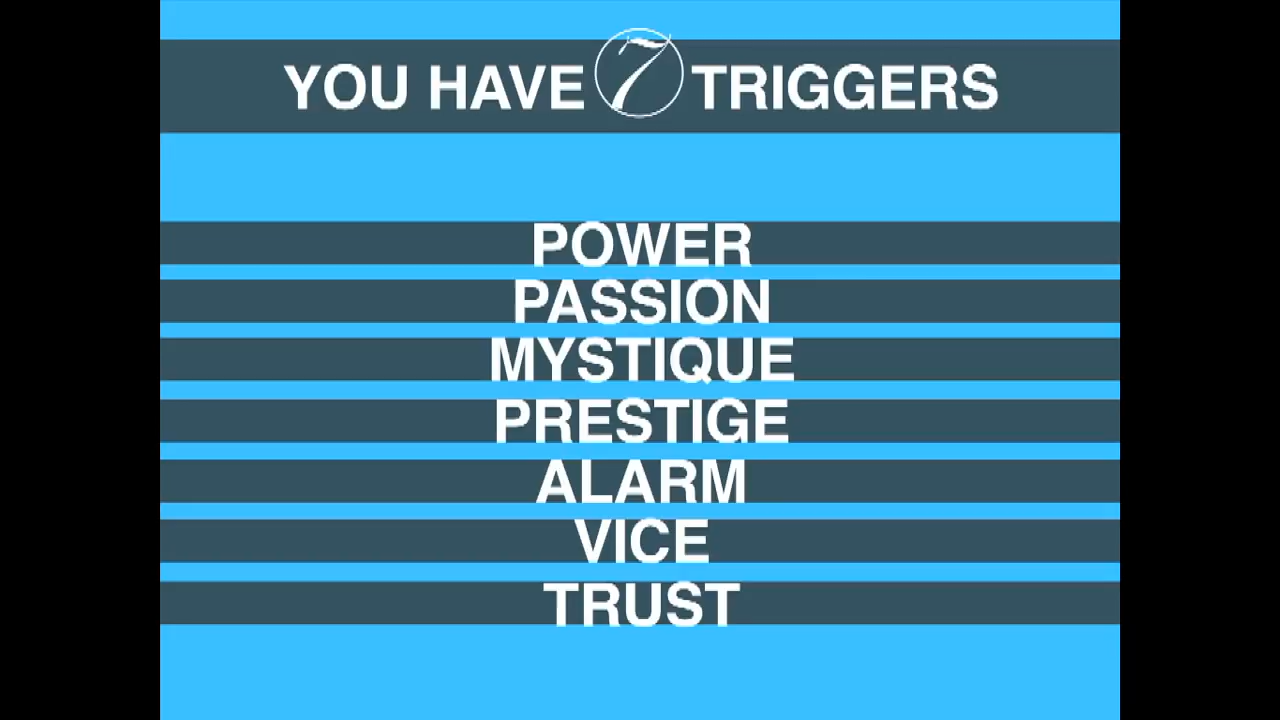 YOU HAVE 7 TRIGGERS
POWER
PASSION
MYSTIQUE
PRESTIGE
ALARM
VICE
TRUST